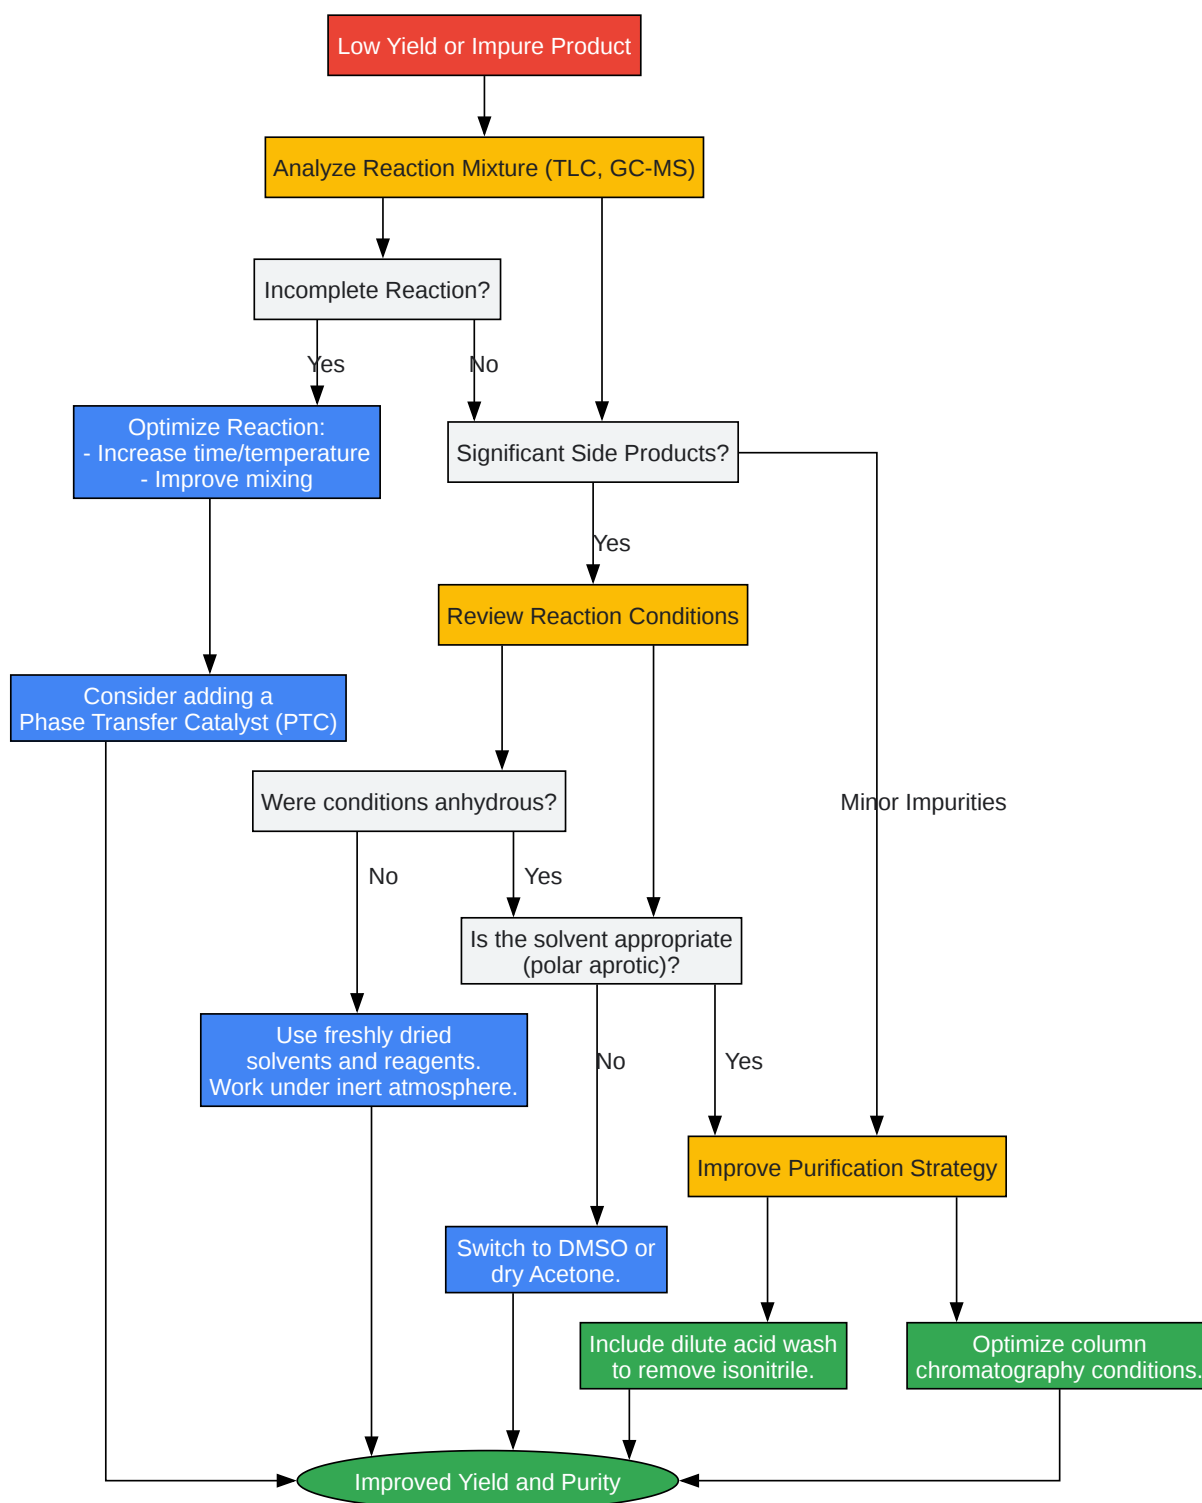 Low Yield or Impure Product
Analyze Reaction Mixture (TLC, GC-MS)
Incomplete Reaction?
Yes
No
Optimize Reaction:
- Increase time/temperature
- Improve mixing
Significant Side Products?
Yes
Review Reaction Conditions
Consider adding a
Phase Transfer Catalyst (PTC)
Were conditions anhydrous?
Minor Impurities
No
Yes
Is the solvent appropriate
(polar aprotic)?
Use freshly dried
solvents and reagents.
Work under inert atmosphere.
No
Yes
Improve Purification Strategy
Switch to DMSO or
dry Acetone.
Include dilute acid wash
to remove isonitrile.
Optimize column
chromatography conditions.
Improved Yield and Purity